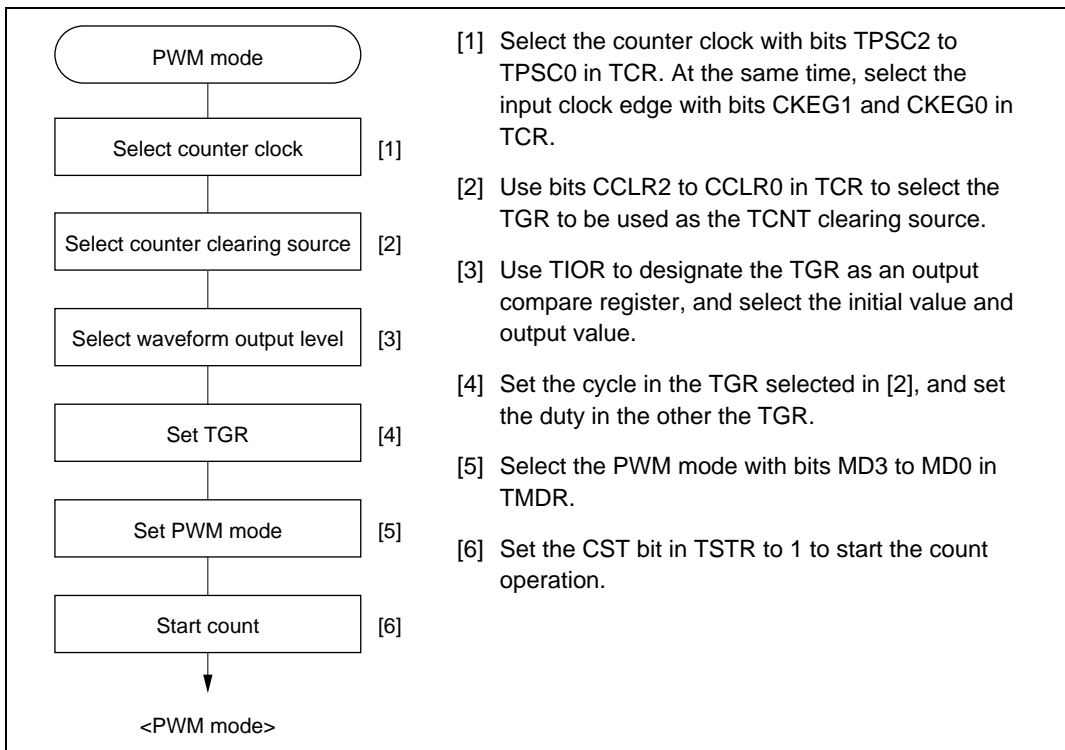 PWM mode
Select counter clock [1]
Select counter clearing source [2]
Select waveform output level [3]
Set TGR [4]
Set PWM mode [5]
Start count [6]
<PWM mode>
[1] Select the counter clock with bits TPSC2 to
TPSC0 in TCR. At the same time, select the
input clock edge with bits CKEG1 and CKEG0 in
TCR.
[2] Use bits CCLR2 to CCLR0 in TCR to select the
TGR to be used as the TCNT clearing source.
[3] Use TIOR to designate the TGR as an output
compare register, and select the initial value and
output value.
[4] Set the cycle in the TGR selected in [2], and set
the duty in the other the TGR.
[5] Select the PWM mode with bits MD3 to MD0 in
TMDR.
[6] Set the CST bit in TSTR to 1 to start the count
operation.